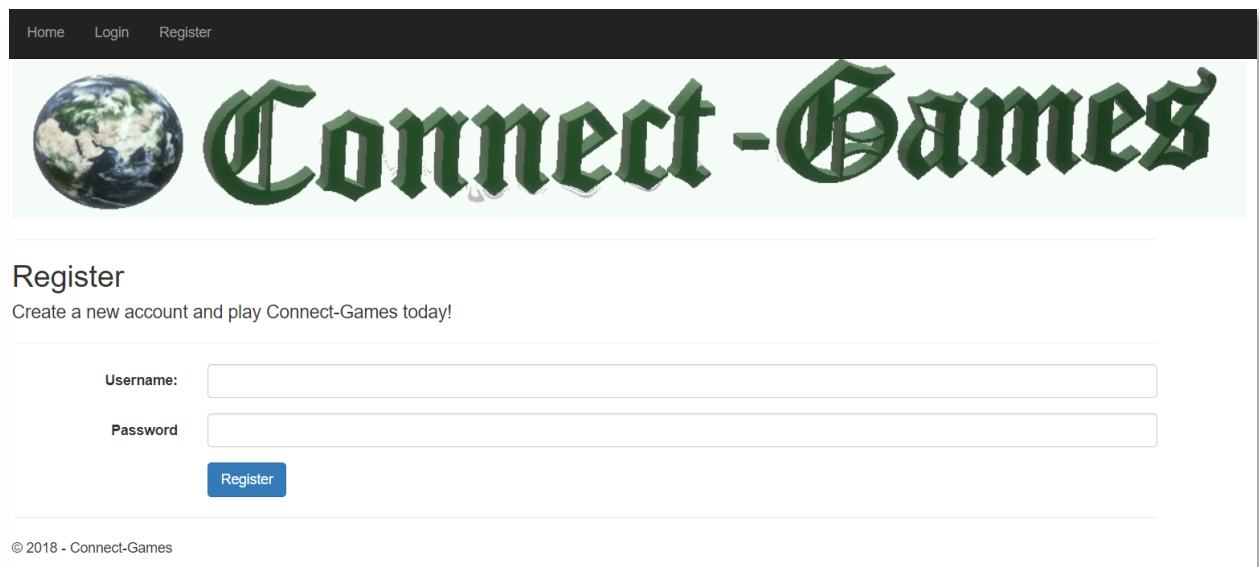 Home Login Register
Connect-Games
Register
Create a new account and play Connect-Games today!
Username:
Password
Register
© 2018 - Connect-Games